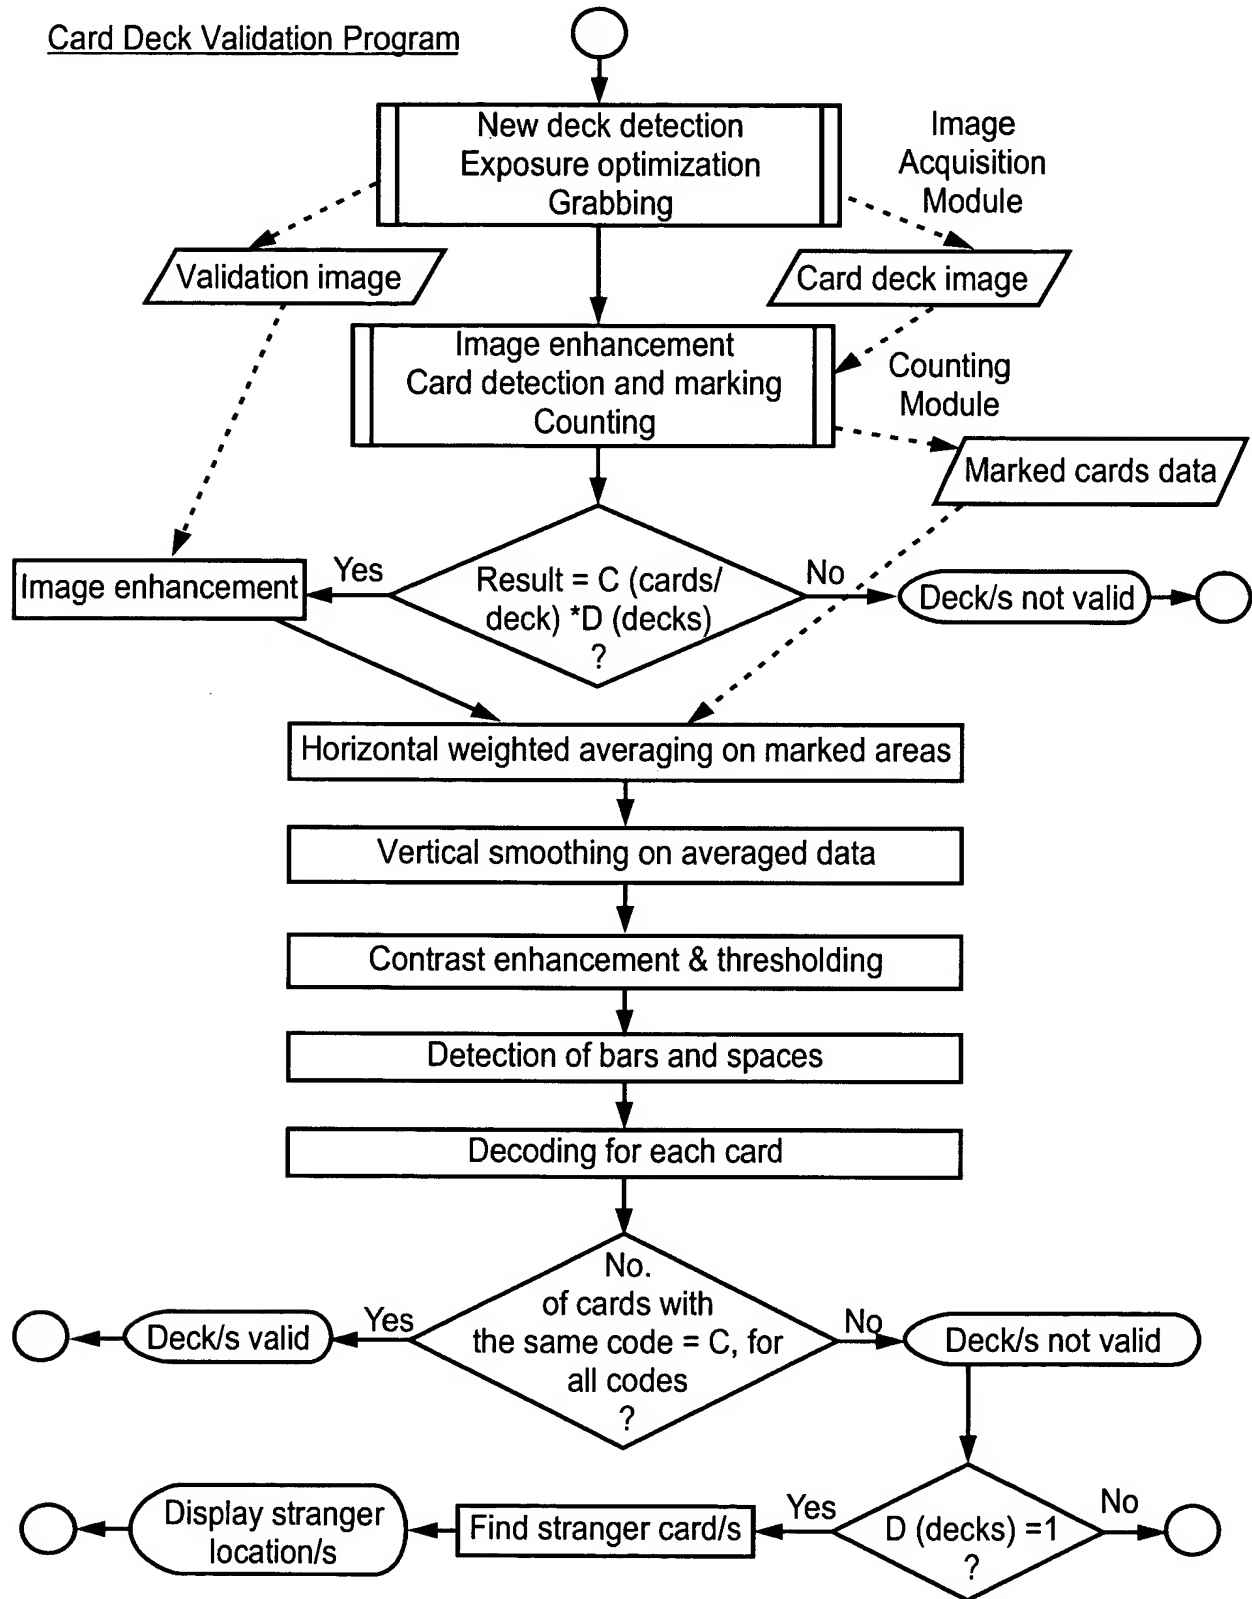 Card Deck Validation Program
New deck detection
Exposure optimization
Grabbing
Image
Acquisition
Module
Validation image
Card deck image
Image enhancement
Card detection and marking
Counting
Counting
Module
Marked cards data
Image enhancement
Yes
Result = C (cards/
deck) *D (decks)
?
No
Deck/s not valid
Horizontal weighted averaging on marked areas
Vertical smoothing on averaged data
Contrast enhancement & thresholding
Detection of bars and spaces
Decoding for each card
No.
of cards with
the same code = C, for
all codes
?
Yes
Deck/s valid
No
Deck/s not valid
D (decks) =1
?
Yes
No
Find stranger card/s
Display stranger
location/s